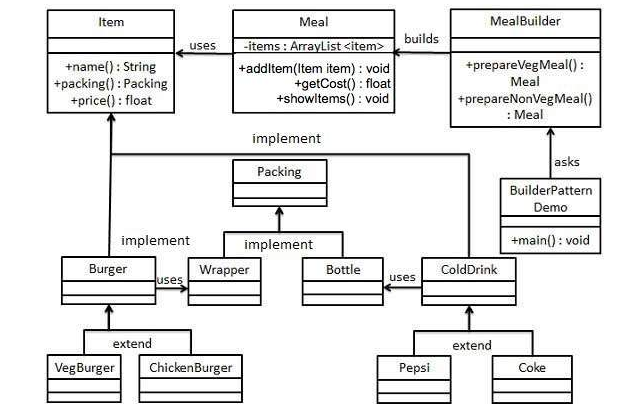 Item
+name() : String
+packing() : Packing
+price() : float
uses
Meal
-items : ArrayList <item>
+addItem(Item item) : void
+getCost() : float
+showItems() : void
builds
MealBuilder
+prepareVegMeal() :
Meal
+prepareNonVegMeal()
: Meal
asks
BuilderPattern
Demo
+main() : void
implement
Packing
implement
implement
Burger
uses
Wrapper
Bottle
uses
ColdDrink
extend
extend
VegBurger
ChickenBurger
Pepsi
Coke